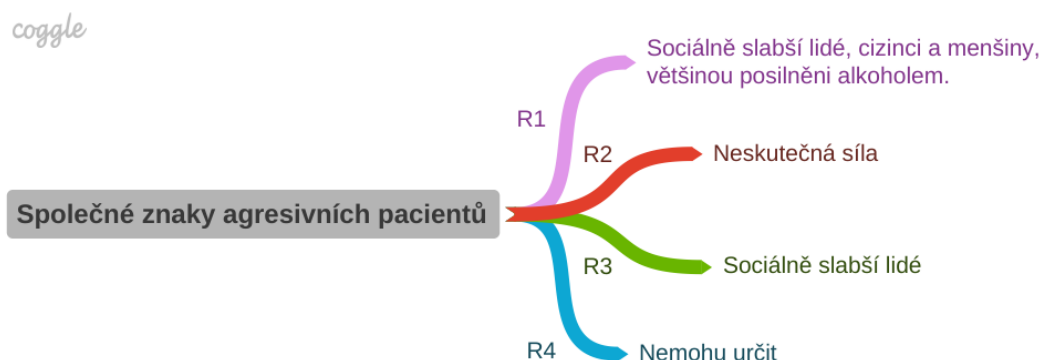 coggle
Sociálně slabší lidé, cizinci a menšiny,
většinou posilněni alkoholem.
R1
R2
Neskutečná síla
Společné znaky agresivních pacientů
R3
Sociálně slabší lidé
R4
Nemohu určit